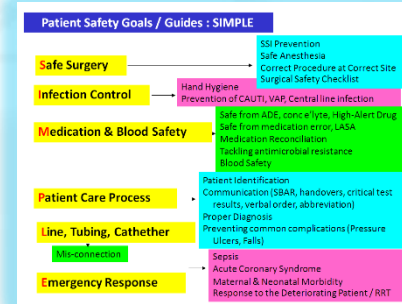 Patient Safety Goals / Guides : SIMPLE
Safe Surgery
SSI Prevention
Safe Anesthesia
Correct Procedure at Correct Site
Surgical Safety Checklist
Infection Control
Hand Hygiene
Prevention of CAUTI, VAP, Central line infection
Medication & Blood Safety
Safe from ADE, conc e'lyte, High-Alert Drug
Safe from medication error, LASA
Medication Reconciliation
Tackling antimicrobial resistance
Blood Safety
Patient Care Process
Patient Identification
Communication (SBAR, handovers, critical test
results, verbal order, abbreviation)
Proper Diagnosis
Preventing common complications (Pressure
Ulcers, Falls)
Line, Tubing, Cathether
Mis-connection
Emergency Response
Sepsis
Acute Coronary Syndrome
Maternal & Neonatal Morbidity
Response to the Deteriorating Patient / RRT